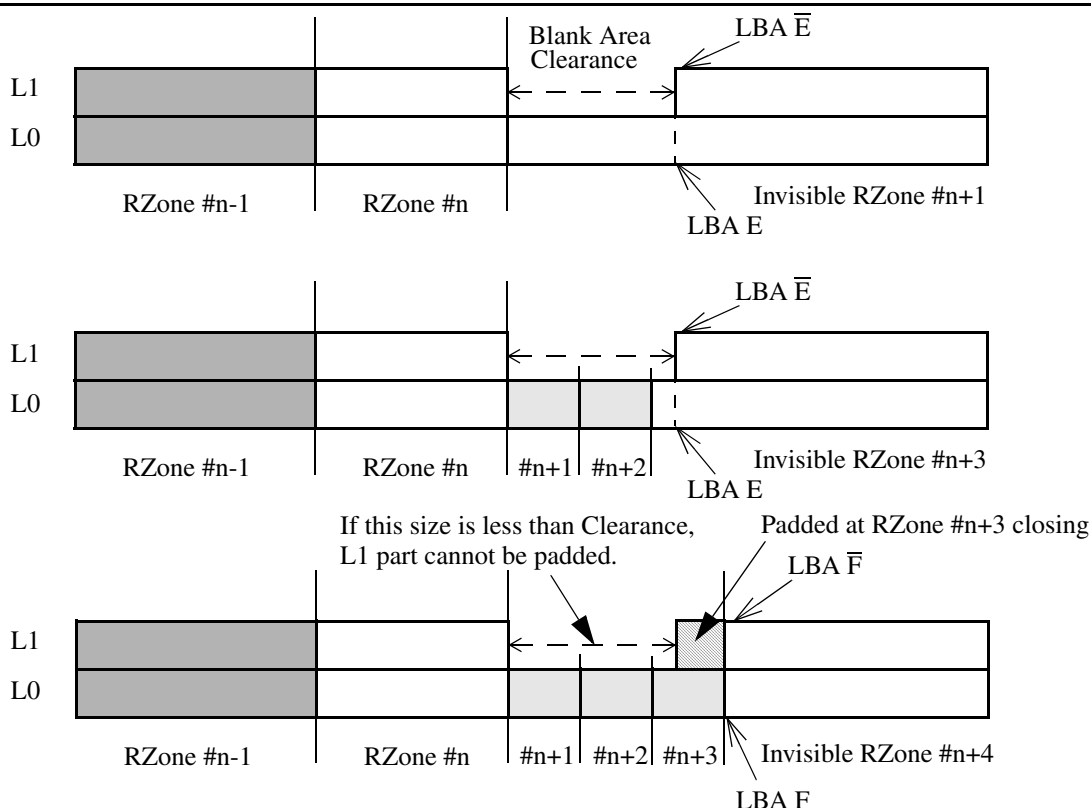 Blank Area
Clearance
LBA E̅
L1
L0
RZone #n-1
RZone #n
Invisible RZone #n+1
LBA E
LBA E̅
L1
L0
RZone #n-1
RZone #n
#n+1
#n+2
Invisible RZone #n+3
LBA E
If this size is less than Clearance,
L1 part cannot be padded.
Padded at RZone #n+3 closing
LBA F̅
L1
L0
RZone #n-1
RZone #n
#n+1
#n+2
#n+3
Invisible RZone #n+4
LBA F